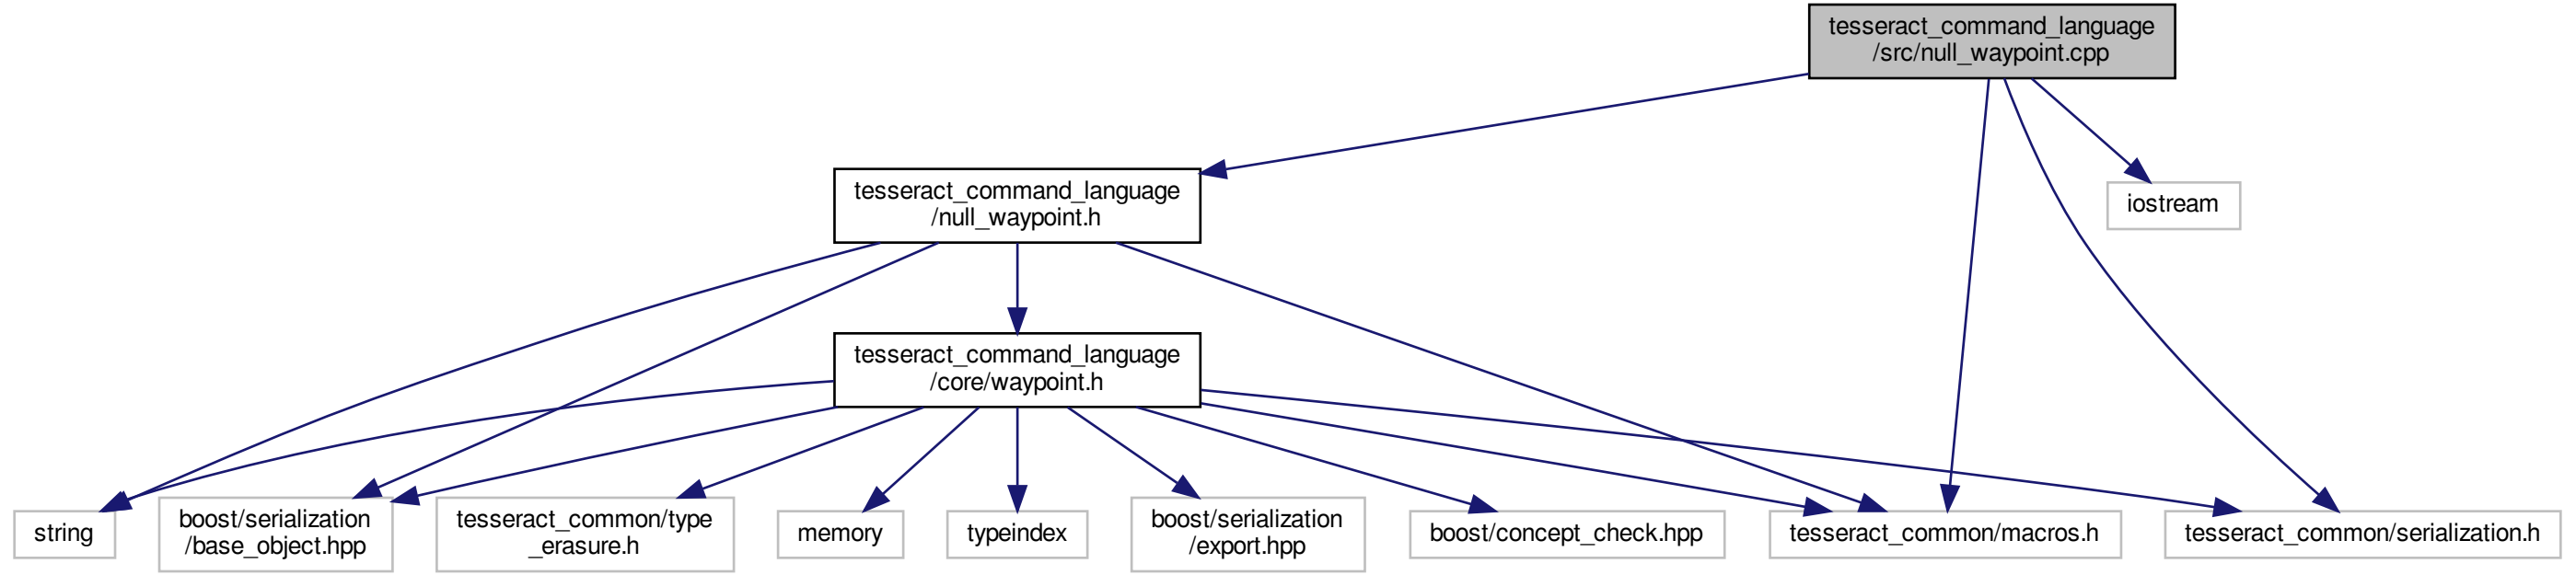 tesseract_command_language
/src/null_waypoint.cpp
tesseract_command_language
/null_waypoint.h
iostream
tesseract_command_language
/core/waypoint.h
string
boost/serialization
/base_object.hpp
tesseract_common/type
_erasure.h
memory
typeindex
boost/serialization
/export.hpp
boost/concept_check.hpp
tesseract_common/macros.h
tesseract_common/serialization.h